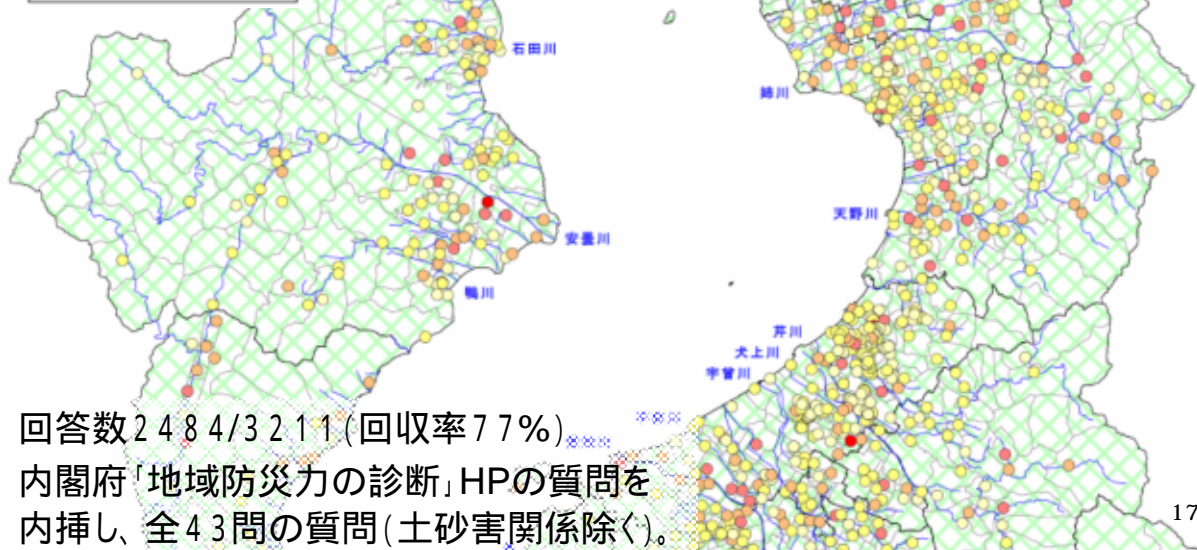 石田川
姉川
天野川
安曇川
鴨川
芹川
犬上川
宇曽川
回答数2484/3211(回収率77%)
内閣府「地域防災力の診断」HPの質問を
内挿し、全43問の質問(土砂害関係除く)。
17